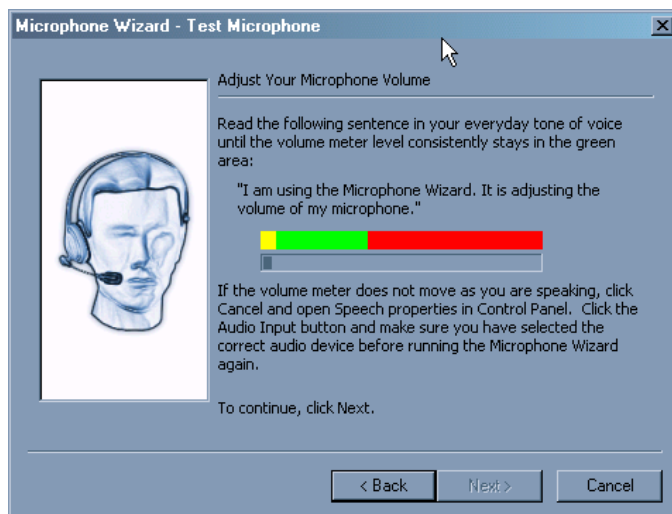 Microphone Wizard - Test Microphone
Adjust Your Microphone Volume
Read the following sentence in your everyday tone of voice
until the volume meter level consistently stays in the green
area:
"I am using the Microphone Wizard. It is adjusting the
volume of my microphone."
If the volume meter does not move as you are speaking, click
Cancel and open Speech properties in Control Panel.  Click the
Audio Input button and make sure you have selected the
correct audio device before running the Microphone Wizard
again.
To continue, click Next.
< Back
Next >
Cancel